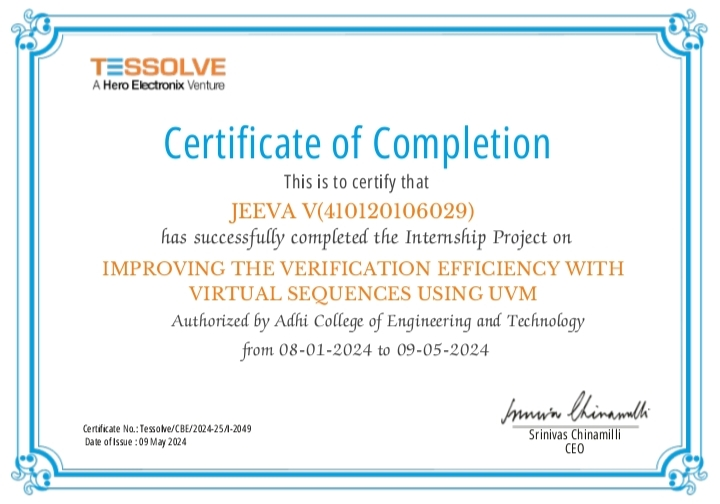 TESSOLVE
A Hero Electronix Venture
Certificate of Completion
This is to certify that
JEEVA V(410120106029)
has successfully completed the Internship Project on
IMPROVING THE VERIFICATION EFFICIENCY WITH
VIRTUAL SEQUENCES USING UVM
Authorized by Adhi College of Engineering and Technology
from 08-01-2024 to 09-05-2024
Certificate No.: Tessolve/CBE/2024-25/I-2049
Date of Issue : 09 May 2024
Srinivas Chinamilli
CEO